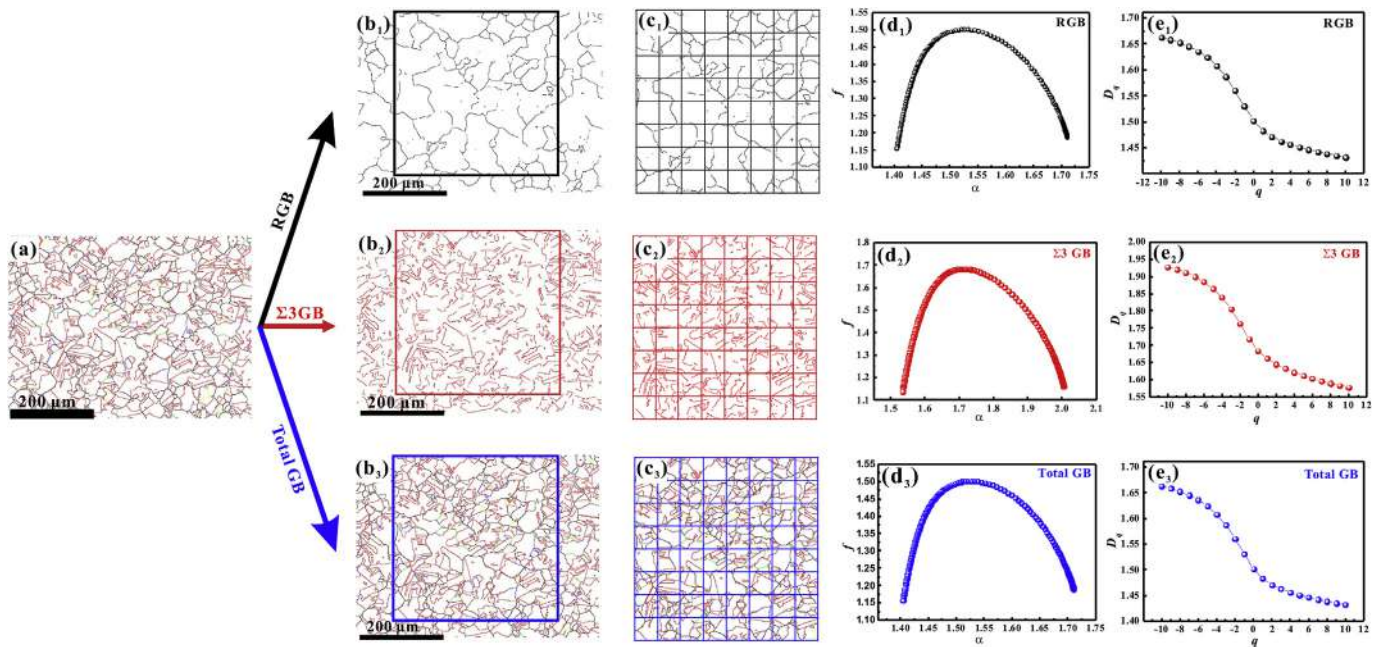 (a)
200 μm
RGB
Σ3GB
Total GB
(b₁)
200 μm
(c₁)
(d₁)
RGB
f
1.55
1.50
1.45
1.40
1.35
1.30
1.25
1.20
1.15
1.10
1.40 1.45 1.50 1.55 1.60 1.65 1.70 1.75
α
(e₁)
RGB
D_q
1.70
1.65
1.60
1.55
1.50
1.45
-12 -10 -8 -6 -4 -2 0 2 4 6 8 10 12
q
(b₂)
200 μm
(c₂)
(d₂)
Σ3 GB
f
1.8
1.7
1.6
1.5
1.4
1.3
1.2
1.1
1.5 1.6 1.7 1.8 1.9 2.0 2.1
α
(e₂)
Σ3 GB
D_q
2.00
1.95
1.90
1.85
1.80
1.75
1.70
1.65
1.60
1.55
-10 -8 -6 -4 -2 0 2 4 6 8 10 12
q
(b₃)
200 μm
(c₃)
(d₃)
Total GB
f
1.55
1.50
1.45
1.40
1.35
1.30
1.25
1.20
1.15
1.10
1.40 1.45 1.50 1.55 1.60 1.65 1.70 1.75
α
(e₃)
Total GB
D_q
1.70
1.65
1.60
1.55
1.50
1.45
1.40
-10 -8 -6 -4 -2 0 2 4 6 8 10 12
q